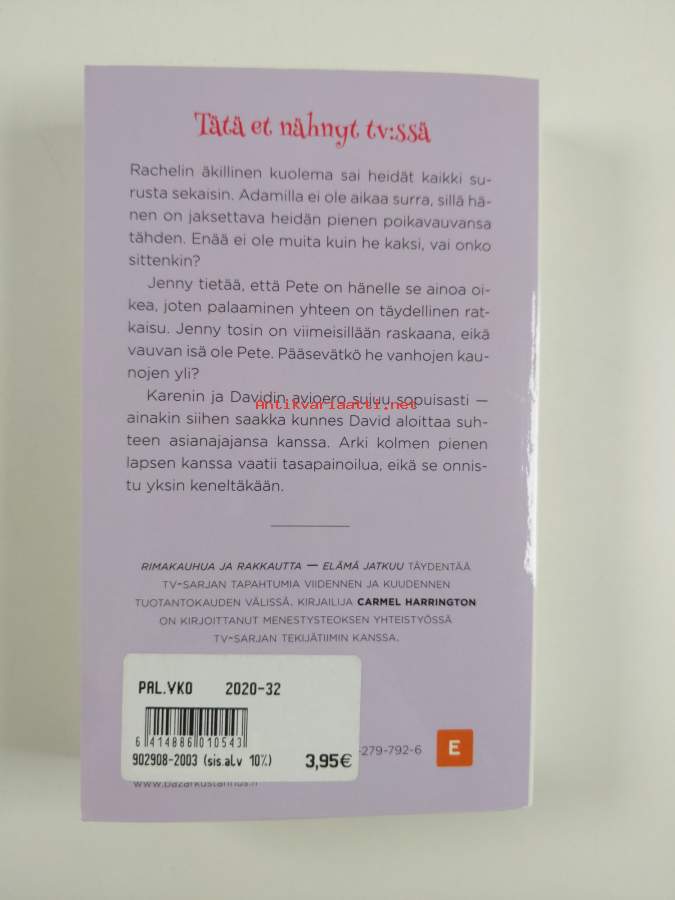 Tätä et nähnyt tv:ssä
Rachelin äkillinen kuolema sai heidät kaikki su-
rusta sekaisin. Adamilla ei ole aikaa surra, sillä hä-
nen on jaksettava heidän pienen poikavauvansa
tähden. Enää ei ole muita kuin he kaksi, vai onko
sittenkin?
Jenny tietää, että Pete on hänelle se ainoa oi-
kea, joten palaaminen yhteen on täydellinen rat-
kaisu. Jenny tosin on viimeisillään raskaana, eikä
vauvan isä ole Pete. Pääsevätkö he vanhojen kau-
nojen yli?
Karenin ja Davidin avioero sujuu sopuisasti —
Antikvariaatti.net
ainakin siihen saakka kunnes David aloittaa suh-
teen asianajajansa kanssa. Arki kolmen pienen
lapsen kanssa vaatii tasapainoilua, eikä se onnis-
tu yksin keneltäkään.
RIMAKAUHUA JA RAKKAUTTA — ELÄMÄ JATKUU TÄYDENTÄÄ
TV-SARJAN TAPAHTUMIA VIIDENNEN JA KUUDENNEN
TUOTANTOKAUDEN VÄLISSÄ. KIRJAILIJA CARMEL HARRINGTON
ON KIRJOITTANUT MENESTYSTEOKSEN YHTEISTYÖSSÄ
TV-SARJAN TEKIJÄTIIMIN KANSSA.
PAL.VKO 2020-32
6 414886 010543
902908-2003 (sis.alv 10%) 3,95€
-279-792-6
E
www.bazarkustannus.fi